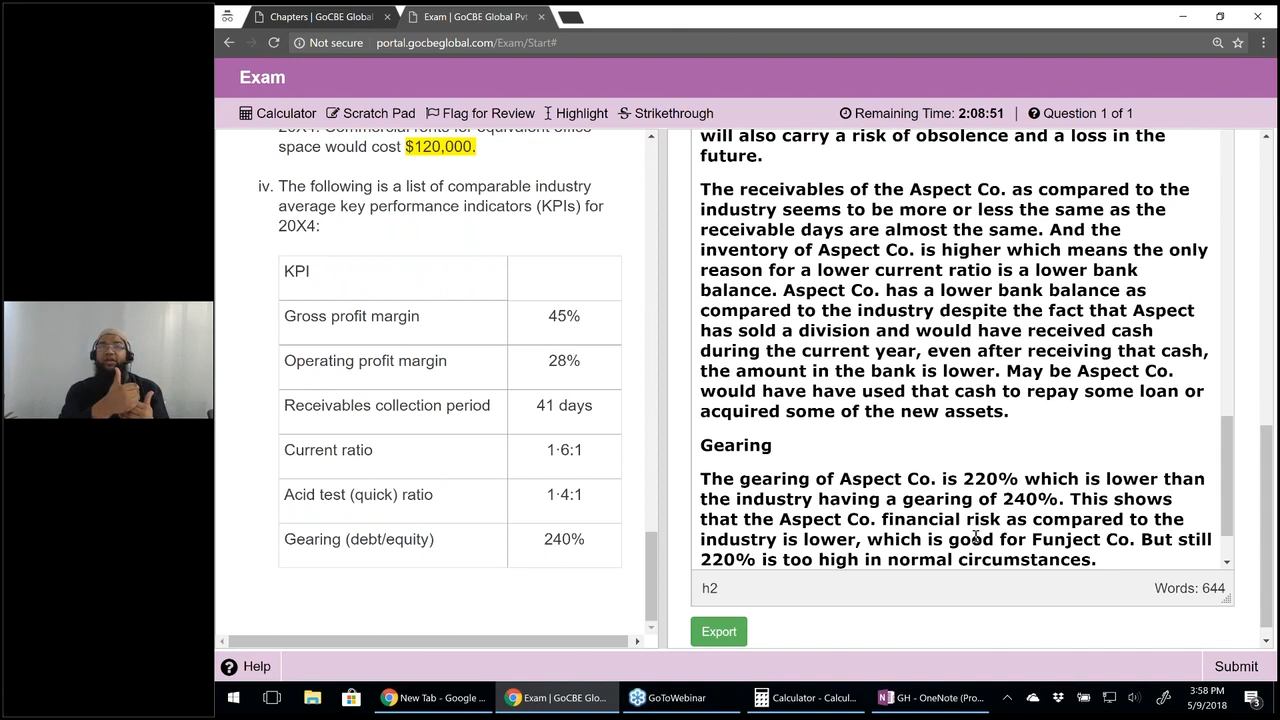 Chapters | GoCBE Global
Exam | GoCBE Global Pvt
Not secure portal.gocbeglobal.com/Exam/Start#
Exam
Calculator Scratch Pad Flag for Review Highlight Strikethrough Remaining Time: 2:08:51 Question 1 of 1
space would cost $120,000.
iv. The following is a list of comparable industry
average key performance indicators (KPIs) for
20X4:
KPI
Gross profit margin 45%
Operating profit margin 28%
Receivables collection period 41 days
Current ratio 1·6:1
Acid test (quick) ratio 1·4:1
Gearing (debt/equity) 240%
will also carry a risk of obsolence and a loss in the
future.
The receivables of the Aspect Co. as compared to the
industry seems to be more or less the same as the
receivable days are almost the same. And the
inventory of Aspect Co. is higher which means the only
reason for a lower current ratio is a lower bank
balance. Aspect Co. has a lower bank balance as
compared to the industry despite the fact that Aspect
has sold a division and would have received cash
during the current year, even after receiving that cash,
the amount in the bank is lower. May be Aspect Co.
would have have used that cash to repay some loan or
acquired some of the new assets.
Gearing
The gearing of Aspect Co. is 220% which is lower than
the industry having a gearing of 240%. This shows
that the Aspect Co. financial risk as compared to the
industry is lower, which is good for Funject Co. But still
220% is too high in normal circumstances.
h2 Words: 644
Export
Help Submit
New Tab - Google ... Exam | GoCBE Glo... GoToWebinar Calculator - Calcul... GH - OneNote (Pro... 3:58 PM
5/9/2018
3